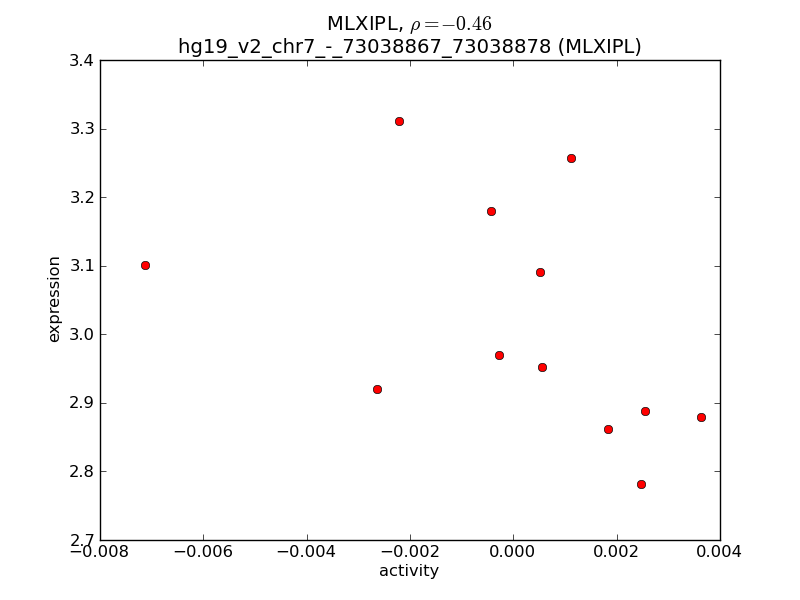 MLXIPL, ρ = −0.46
hg19_v2_chr7_-_73038867_73038878 (MLXIPL)
3.4
3.3
3.2
3.1
3.0
2.9
2.8
2.7
expression
−0.008 −0.006 −0.004 −0.002 0.000 0.002 0.004
activity